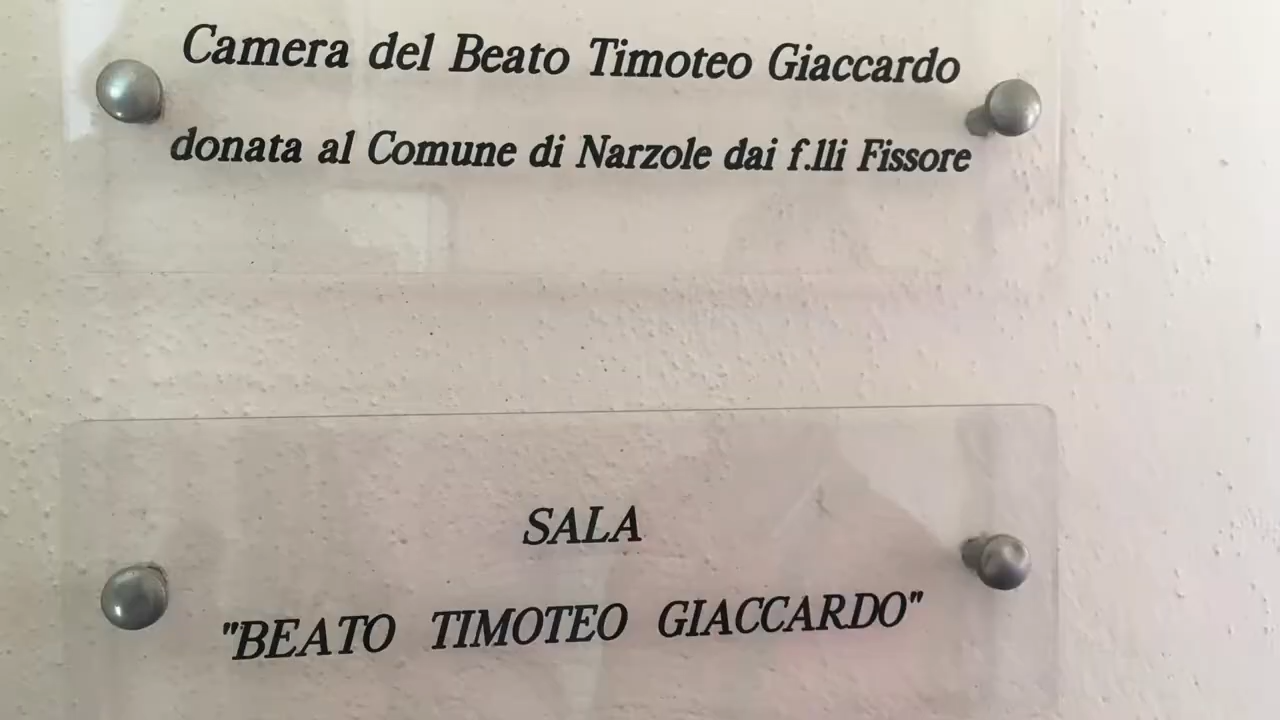 Camera del Beato Timoteo Giaccardo
donata al Comune di Narzole dai f.lli Fissore
SALA
"BEATO TIMOTEO GIACCARDO"